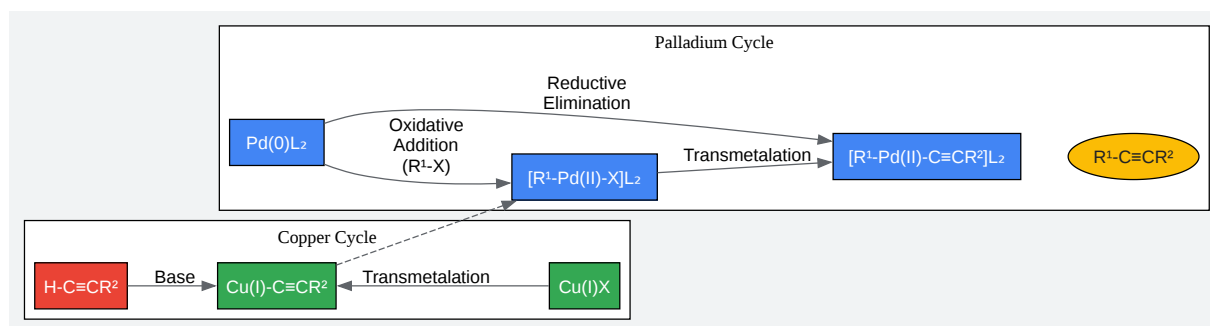 Palladium Cycle
Reductive
Elimination
Oxidative
Addition
(R¹-X)
Pd(0)L₂
Transmetalation
[R¹-Pd(II)-X]L₂
[R¹-Pd(II)-C≡CR²]L₂
R¹-C≡CR²
Copper Cycle
H-C≡CR²
Base
Cu(I)-C≡CR²
Transmetalation
Cu(I)X